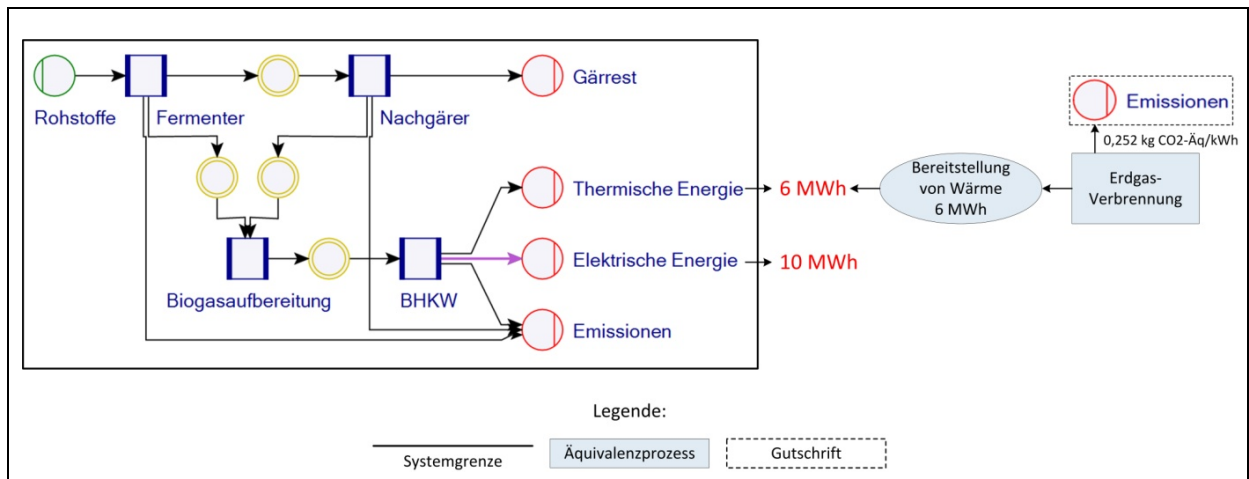 Rohstoffe
Fermenter
Nachgärer
Gärrest
Emissionen
0,252 kg CO2-Äq/kWh
Thermische Energie
6 MWh
Bereitstellung
von Wärme
6 MWh
Erdgas-
Verbrennung
Biogasaufbereitung
BHKW
Elektrische Energie
10 MWh
Emissionen
Legende:
Systemgrenze
Äquivalenzprozess
Gutschrift